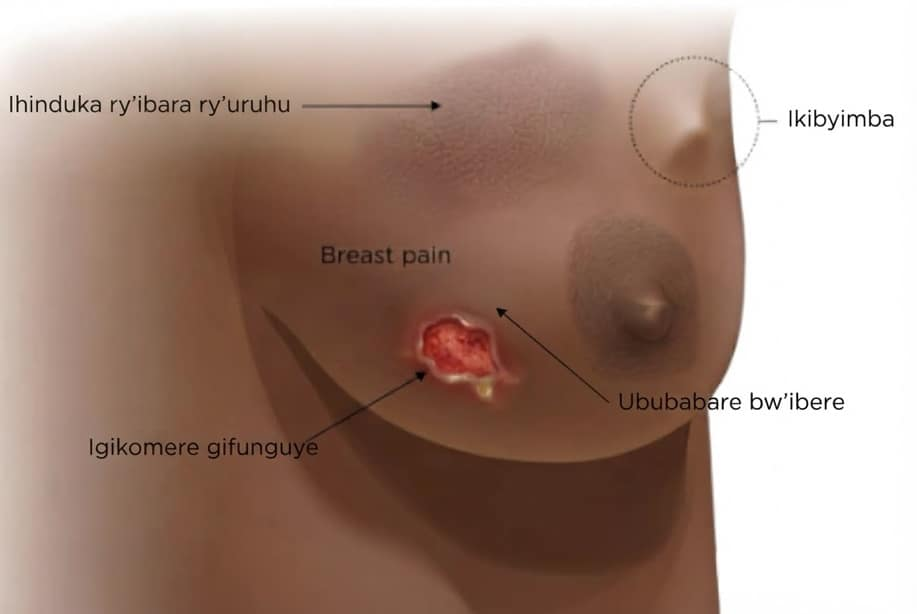 Ihinduka ry’ibara ry’uruhu
Ikibyimba
Breast pain
Ububabare bw’ibere
Igikomere gifunguye